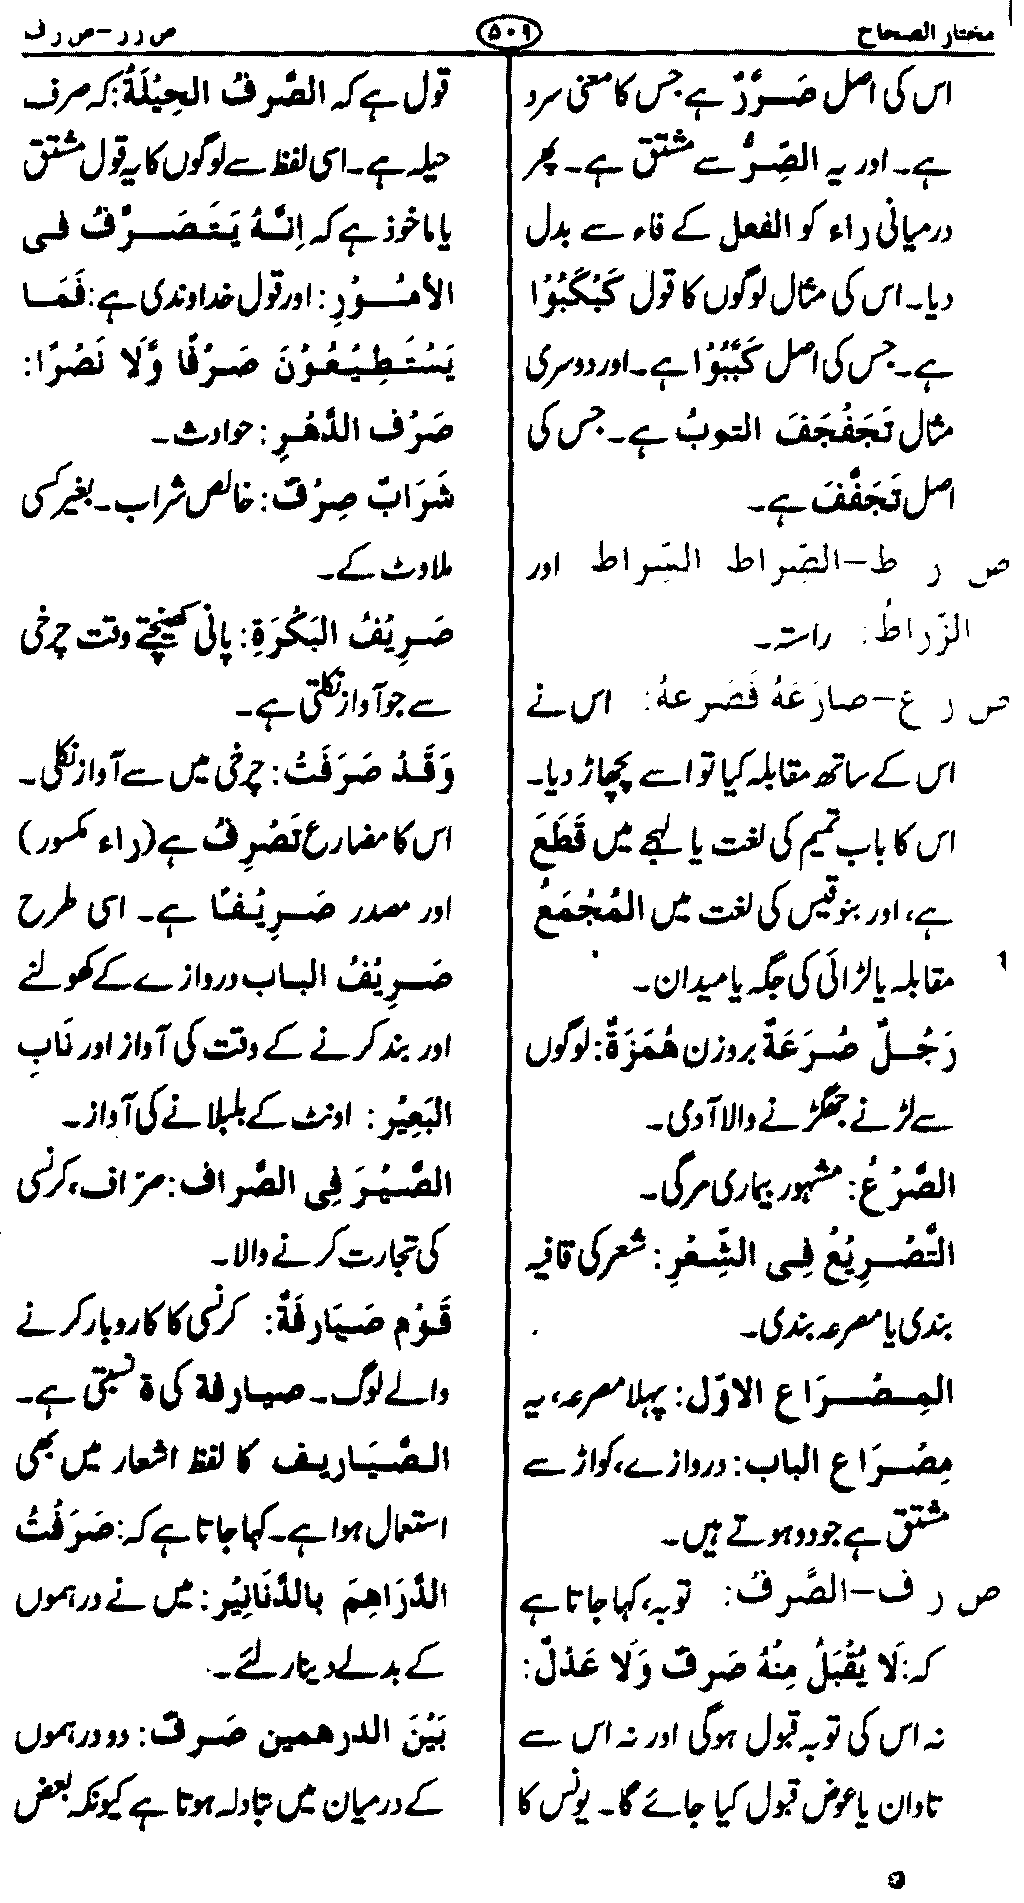 مختار الصحاح
۵۰۹
ص ر ر – ص ر ف
اس کی اصل صَرَّرٌ ہے جس کا معنی سرد
ہے۔ اور یہ الصِرُّ سے مشتق ہے۔ پھر
درمیانی راء کو الفعل کے فاء سے بدل
دیا۔ اس کی مثال لوگوں کا قول کَبْکَبُوْا
ہے۔ جس کی اصل کَبَّبُوْا ہے۔ اور دوسری
مثال تَجَفْجَفَ الثوبُ ہے۔ جس کی
اصل تَجَفَّفَ ہے۔
ص ر ط – الصِّراط السِّراط اور
الزِّراطُ: راستہ۔
ص ر ع – صارَعَهُ فَصَرعهُ: اس نے
اس کے ساتھ مقابلہ کیا تو اسے پچھاڑ دیا۔
اس کا باب تمیم کی لغت یا لہجے میں قَطَعَ
ہے، اور بنو قیس کی لغت میں المُجْمَعُ
مقابلہ یا لڑائی کی جگہ یا میدان۔
رَجُلٌ صُرَعَةٌ بروزن هُمَزَةٌ: لوگوں
سے لڑنے جھگڑنے والا آدمی۔
الصَّرْعُ: مشہور بیماری مرگی۔
التَّصْرِيْعُ فِى الشِّعْرِ: شعر کی قافیہ
بندی یا مصرعہ بندی۔
المِصْرَاع الاوّل: پہلا مصرعہ، یہ
مِصْرَاع الباب: دروازے، کواڑ سے
مشتق ہے جو دو ہوتے ہیں۔
ص ر ف – الصَّرفُ: توبہ، کہا جاتا ہے
کہ: لَا يُقْبَلُ مِنْهُ صَرفٌ وَلَا عَدْلٌ:
نہ اس کی توبہ قبول ہوگی اور نہ اس سے
تاوان یا عوض قبول کیا جائے گا۔ یونس کا
قول ہے کہ الصَّرفُ الحِيْلَةُ: کہ صرف
حیلہ ہے۔ اسی لفظ سے لوگوں کا یہ قول مشتق
یا ماخوذ ہے کہ اِنَّهُ يَتَصَرَّفُ فى
الأمُوْرِ: اور قول خداوندی ہے: فَمَا
يَسْتَطِيْعُوْنَ صَرْفًا وَّلَا نَصْرًا:
صَرْف الدَّهْرِ: حوادث۔
شَرَابٌ صِرْفٌ: خالص شراب۔ بغیر کسی
ملاوٹ کے۔
صَرِيْفُ البَكْرَةِ: پانی کھینچتے وقت چرخی
سے جو آواز نکلتی ہے۔
وَقَدْ صَرَفَتْ: چرخی میں سے آواز نکلی۔
اس کا مضارع تَصْرِفُ ہے (راء مکسور)
اور مصدر صَرِيْفًا ہے۔ اسی طرح
صَرِيْفُ الباب دروازے کے کھولنے
اور بند کرنے کے وقت کی آواز اور نَابِ
البَعِيْرِ: اونٹ کے بلبلانے کی آواز۔
الصَّيْرَ فِى الصَّراف: صرّاف، کرنسی
کی تجارت کرنے والا۔
قَوْم صَيَارِفَةٌ: کرنسی کا کاروبار کرنے
والے لوگ۔ صیارفة کی ة نسبتی ہے۔
الصَّيَاريف کا لفظ اشعار میں بھی
استعمال ہوا ہے۔ کہا جاتا ہے کہ: صَرَفْتُ
الدَّرَاهِمَ بالدَّنَانِيْرِ: میں نے درہموں
کے بدلے دینار لئے۔
بَيْنَ الدرهمين صَرفٌ: دو درہموں
کے درمیان میں تبادلہ ہوتا ہے کیونکہ بعض